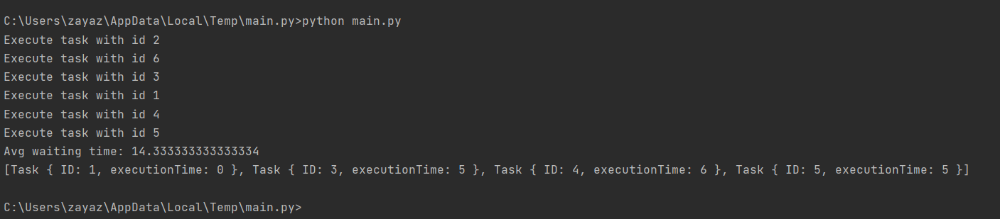 C:\Users\zayaz\AppData\Local\Temp\main.py>python main.py
Execute task with id 2
Execute task with id 6
Execute task with id 3
Execute task with id 1
Execute task with id 4
Execute task with id 5
Avg waiting time: 14.333333333333334
[Task { ID: 1, executionTime: 0 }, Task { ID: 3, executionTime: 5 }, Task { ID: 4, executionTime: 6 }, Task { ID: 5, executionTime: 5 }]
C:\Users\zayaz\AppData\Local\Temp\main.py>